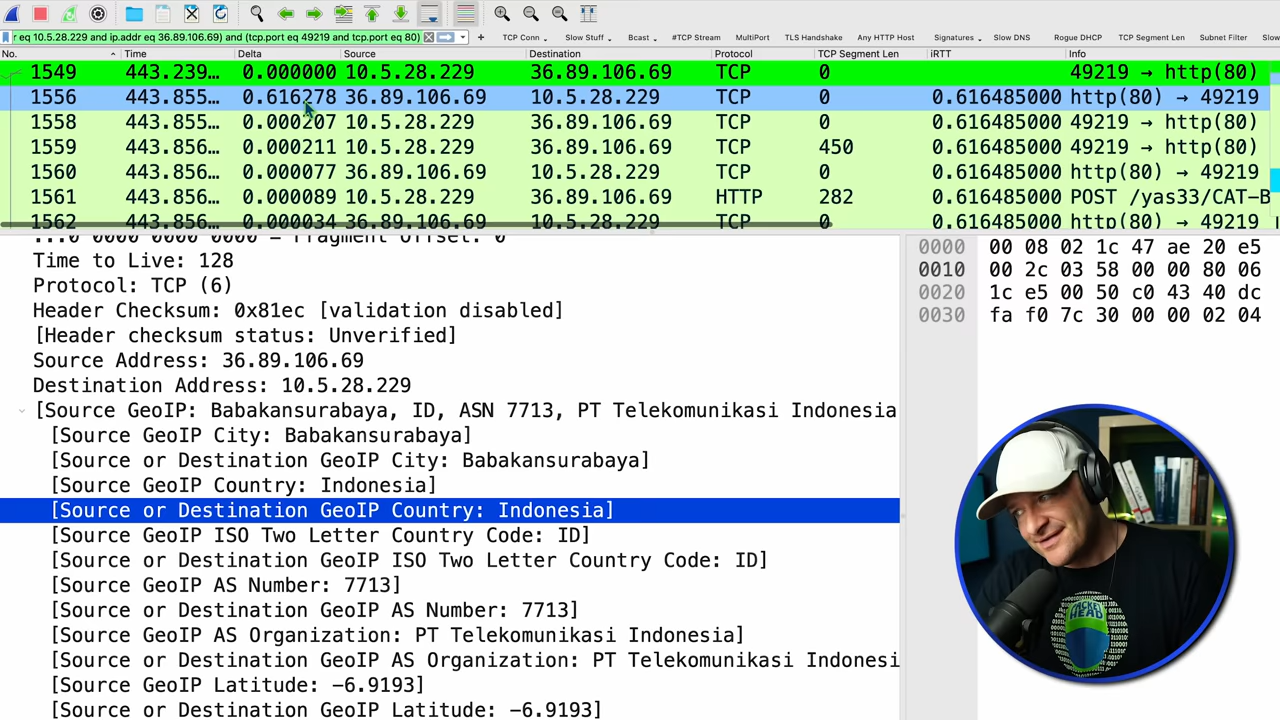 r eq 10.5.28.229 and ip.addr eq 36.89.106.69) and (tcp.port eq 49219 and tcp.port eq 80)
TCP Conn Slow Stuff Bcast #TCP Stream MultiPort TLS Handshake Any HTTP Host Signatures Slow DNS Rogue DHCP TCP Segment Len Subnet Filter Slow
No. Time Delta Source Destination Protocol TCP Segment Len iRTT Info
1549 443.239… 0.000000 10.5.28.229 36.89.106.69 TCP 0 49219 → http(80)
1556 443.855… 0.616278 36.89.106.69 10.5.28.229 TCP 0 0.616485000 http(80) → 49219
1558 443.855… 0.000207 10.5.28.229 36.89.106.69 TCP 0 0.616485000 49219 → http(80)
1559 443.856… 0.000211 10.5.28.229 36.89.106.69 TCP 450 0.616485000 49219 → http(80)
1560 443.856… 0.000077 36.89.106.69 10.5.28.229 TCP 0 0.616485000 http(80) → 49219
1561 443.856… 0.000089 10.5.28.229 36.89.106.69 HTTP 282 0.616485000 POST /yas33/CAT-B
1562 443.856… 0.000034 36.89.106.69 10.5.28.229 TCP 0 0.616485000 http(80) → 49219
...0 0000 0000 0000 = Fragment Offset: 0
Time to Live: 128
Protocol: TCP (6)
Header Checksum: 0x81ec [validation disabled]
[Header checksum status: Unverified]
Source Address: 36.89.106.69
Destination Address: 10.5.28.229
[Source GeoIP: Babakansurabaya, ID, ASN 7713, PT Telekomunikasi Indonesia
[Source GeoIP City: Babakansurabaya]
[Source or Destination GeoIP City: Babakansurabaya]
[Source GeoIP Country: Indonesia]
[Source or Destination GeoIP Country: Indonesia]
[Source GeoIP ISO Two Letter Country Code: ID]
[Source or Destination GeoIP ISO Two Letter Country Code: ID]
[Source GeoIP AS Number: 7713]
[Source or Destination GeoIP AS Number: 7713]
[Source GeoIP AS Organization: PT Telekomunikasi Indonesia]
[Source or Destination GeoIP AS Organization: PT Telekomunikasi Indonesi
[Source GeoIP Latitude: -6.9193]
[Source or Destination GeoIP Latitude: -6.9193]
0000 00 08 02 1c 47 ae 20 e5
0010 00 2c 03 58 00 00 80 06
0020 1c e5 00 50 c0 43 40 dc
0030 fa f0 7c 30 00 00 02 04
HEAD